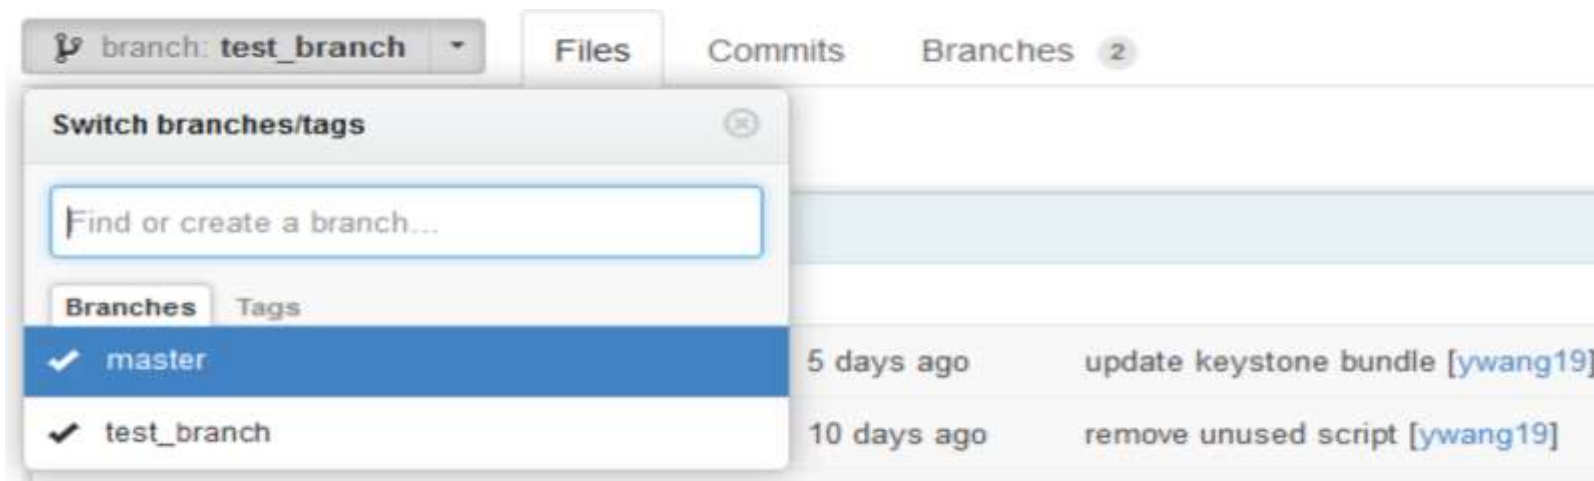 branch: test_branch Files Commits Branches 2
Switch branches/tags
Find or create a branch...
Branches Tags
master 5 days ago update keystone bundle [ywang19]
test_branch 10 days ago remove unused script [ywang19]